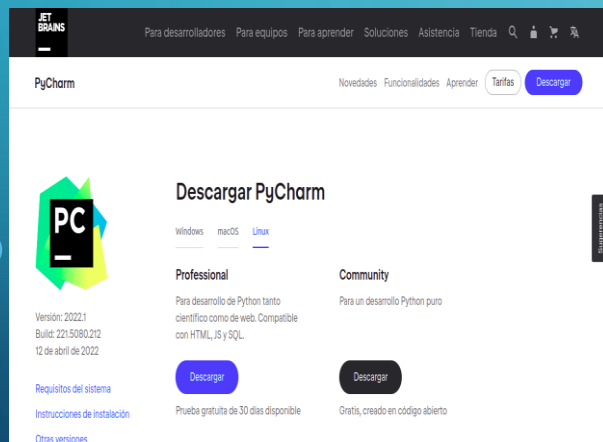 JET
BRAINS
Para desarrolladores Para equipos Para aprender Soluciones Asistencia Tienda
PyCharm
Novedades Funcionalidades Aprender Tarifas Descargar
PC
Descargar PyCharm
Windows macOS Linux
Professional
Community
Para desarrollo de Python tanto
científico como de web. Compatible
con HTML, JS y SQL.
Para un desarrollo Python puro
Sugerencias
Versión: 2022.1
Build: 221.5080.212
12 de abril de 2022
Descargar
Descargar
Requisitos del sistema
Instrucciones de instalación
Otras versiones
Prueba gratuita de 30 días disponible
Gratis, creado en código abierto